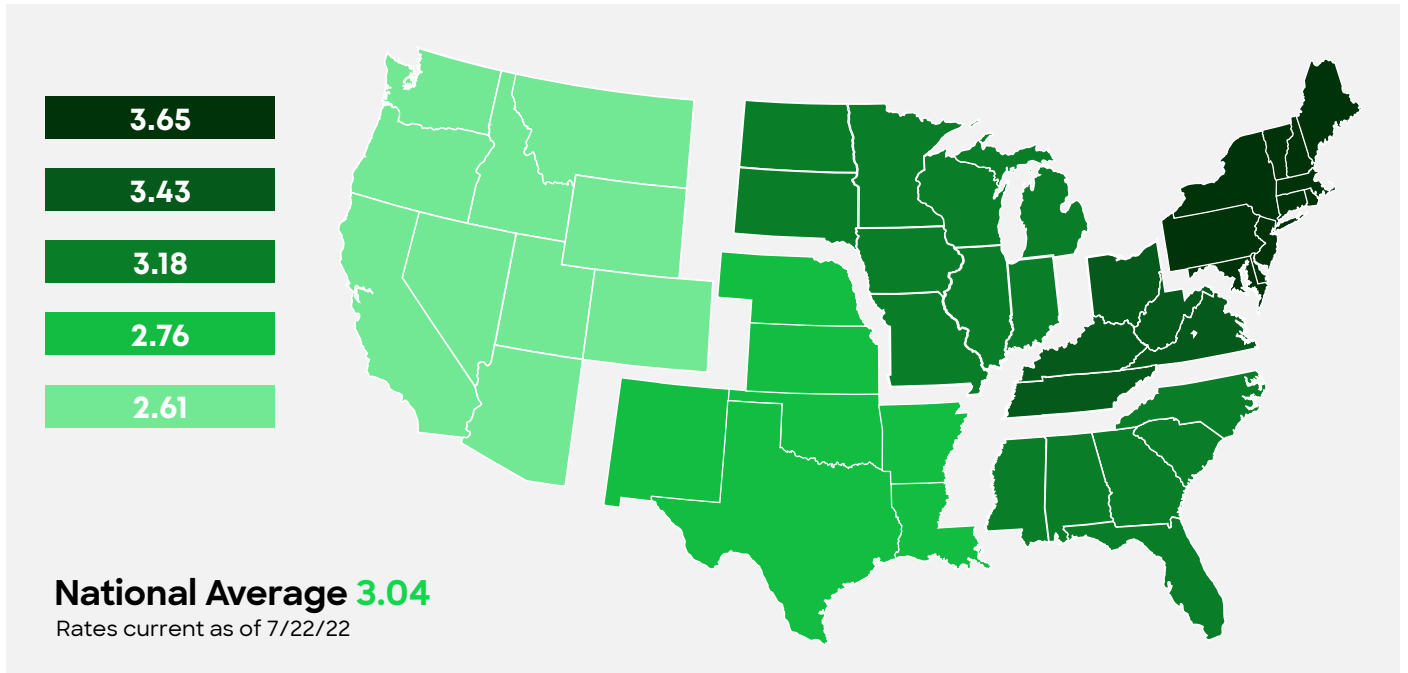 3.65
3.43
3.18
2.76
2.61
National Average 3.04
Rates current as of 7/22/22